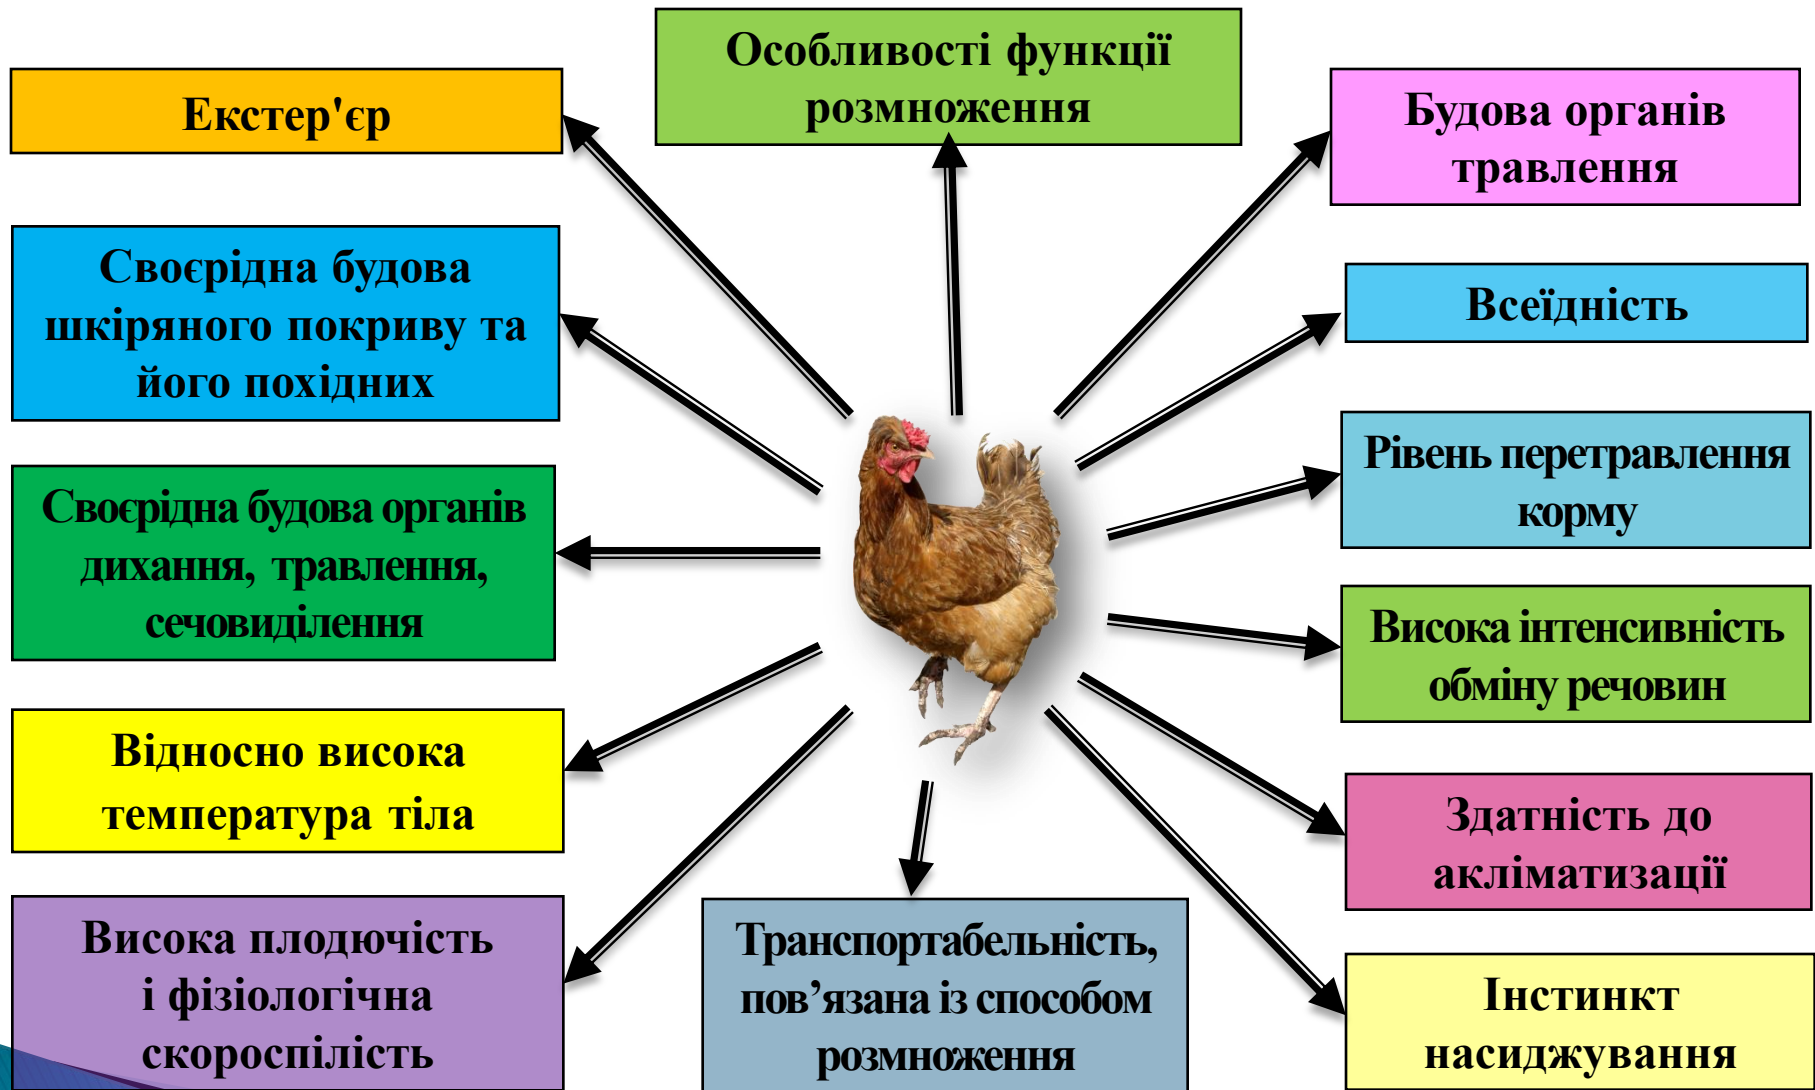 Особливості функції
розмноження
Екстер'єр
Будова органів
травлення
Своєрідна будова
шкіряного покриву та
його похідних
Всеїдність
Своєрідна будова органів
дихання, травлення,
сечовиділення
Рівень перетравлення
корму
Висока інтенсивність
обміну речовин
Відносно висока
температура тіла
Здатність до
акліматизації
Висока плодючість
і фізіологічна
скороспілість
Транспортабельність,
пов’язана із способом
розмноження
Інстинкт
насиджування